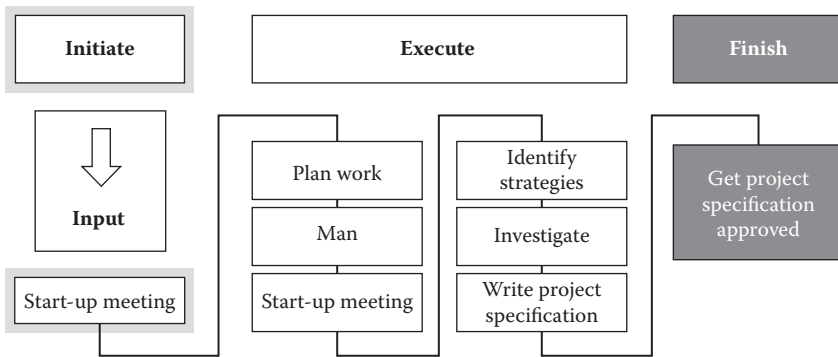 Initiate
Execute
Finish
Input
Start-up meeting
Plan work
Man
Start-up meeting
Identify
strategies
Investigate
Write project
specification
Get project
specification
approved